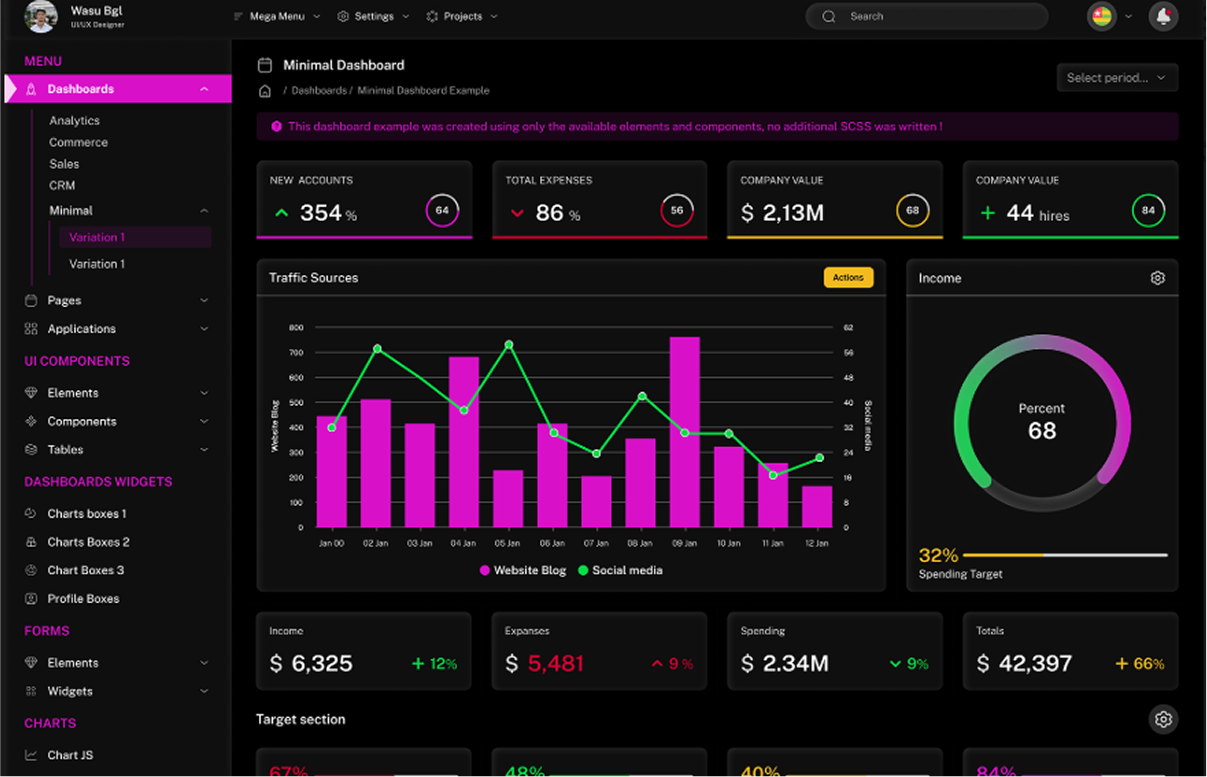 Wasu Bgl
UI/UX Designer
Mega Menu
Settings
Projects
Search
MENU
Dashboards
Analytics
Commerce
Sales
CRM
Minimal
Variation 1
Variation 1
Pages
Applications
UI COMPONENTS
Elements
Components
Tables
DASHBOARDS WIDGETS
Charts boxes 1
Charts Boxes 2
Chart Boxes 3
Profile Boxes
FORMS
Elements
Widgets
CHARTS
Chart JS
Minimal Dashboard
/ Dashboards / Minimal Dashboard Example
Select period...
This dashboard example was created using only the available elements and components, no additional SCSS was written !
NEW ACCOUNTS
354 %
64
TOTAL EXPENSES
86 %
56
COMPANY VALUE
$ 2,13M
68
COMPANY VALUE
+ 44 hires
84
Traffic Sources
Actions
800
700
600
500
400
300
200
100
0
Website Blog
62
56
48
40
32
24
16
8
0
Social media
Jan 00
02 Jan
03 Jan
04 Jan
05 Jan
06 Jan
07 Jan
08 Jan
09 Jan
10 Jan
11 Jan
12 Jan
Website Blog
Social media
Income
Percent
68
32%
Spending Target
Income
$ 6,325
+ 12%
Expanses
$ 5,481
9 %
Spending
$ 2.34M
9%
Totals
$ 42,397
+ 66%
Target section
67%
48%
40%
84%